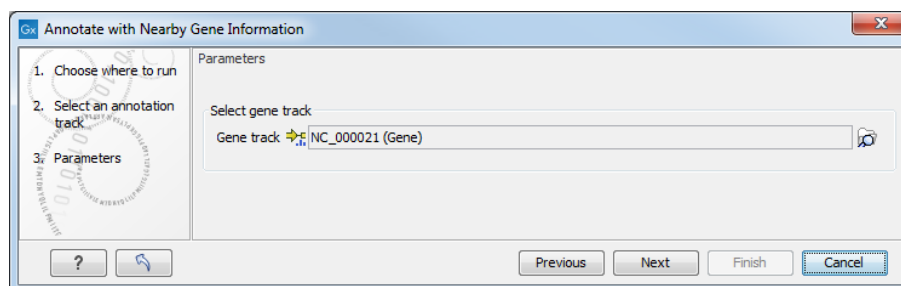 Gx Annotate with Nearby Gene Information
X
1. Choose where to run
2. Select an annotation
track
3. Parameters
Parameters
Select gene track
Gene track NC_000021 (Gene)
?
Previous Next Finish Cancel